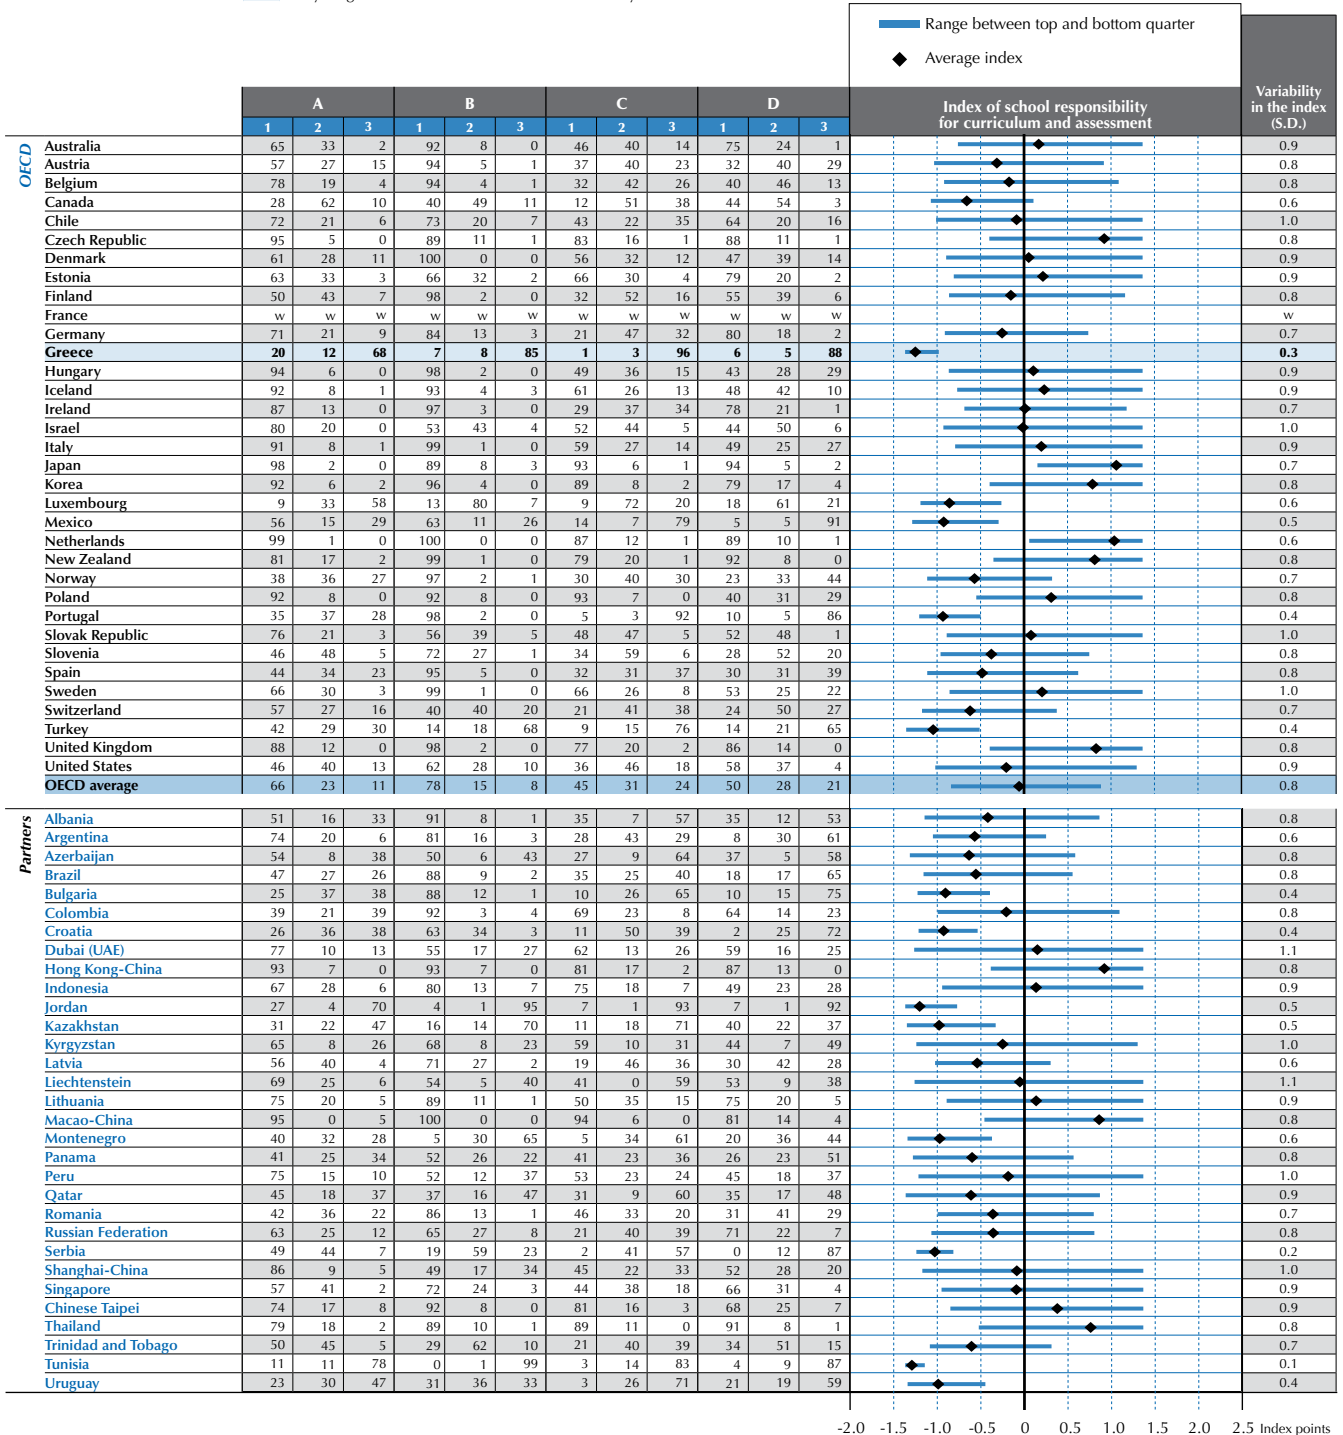 Range between top and bottom quarter
Average index
A B C D Index of school responsibility for curriculum and assessment Variability in the index (S.D.)
1 2 3 1 2 3 1 2 3 1 2 3
OECD
Australia 65 33 2 92 8 0 46 40 14 75 24 1 0.9
Austria 57 27 15 94 5 1 37 40 23 32 40 29 0.8
Belgium 78 19 4 94 4 1 32 42 26 40 46 13 0.8
Canada 28 62 10 40 49 11 12 51 38 44 54 3 0.6
Chile 72 21 6 73 20 7 43 22 35 64 20 16 1.0
Czech Republic 95 5 0 89 11 1 83 16 1 88 11 1 0.8
Denmark 61 28 11 100 0 0 56 32 12 47 39 14 0.9
Estonia 63 33 3 66 32 2 66 30 4 79 20 2 0.9
Finland 50 43 7 98 2 0 32 52 16 55 39 6 0.8
France w w w w w w w w w w w w w
Germany 71 21 9 84 13 3 21 47 32 80 18 2 0.7
Greece 20 12 68 7 8 85 1 3 96 6 5 88 0.3
Hungary 94 6 0 98 2 0 49 36 15 43 28 29 0.9
Iceland 92 8 1 93 4 3 61 26 13 48 42 10 0.9
Ireland 87 13 0 97 3 0 29 37 34 78 21 1 0.7
Israel 80 20 0 53 43 4 52 44 5 44 50 6 1.0
Italy 91 8 1 99 1 0 59 27 14 49 25 27 0.9
Japan 98 2 0 89 8 3 93 6 1 94 5 2 0.7
Korea 92 6 2 96 4 0 89 8 2 79 17 4 0.8
Luxembourg 9 33 58 13 80 7 9 72 20 18 61 21 0.6
Mexico 56 15 29 63 11 26 14 7 79 5 5 91 0.5
Netherlands 99 1 0 100 0 0 87 12 1 89 10 1 0.6
New Zealand 81 17 2 99 1 0 79 20 1 92 8 0 0.8
Norway 38 36 27 97 2 1 30 40 30 23 33 44 0.7
Poland 92 8 0 92 8 0 93 7 0 40 31 29 0.8
Portugal 35 37 28 98 2 0 5 3 92 10 5 86 0.4
Slovak Republic 76 21 3 56 39 5 48 47 5 52 48 1 1.0
Slovenia 46 48 5 72 27 1 34 59 6 28 52 20 0.8
Spain 44 34 23 95 5 0 32 31 37 30 31 39 0.8
Sweden 66 30 3 99 1 0 66 26 8 53 25 22 1.0
Switzerland 57 27 16 40 40 20 21 41 38 24 50 27 0.7
Turkey 42 29 30 14 18 68 9 15 76 14 21 65 0.4
United Kingdom 88 12 0 98 2 0 77 20 2 86 14 0 0.8
United States 46 40 13 62 28 10 36 46 18 58 37 4 0.9
OECD average 66 23 11 78 15 8 45 31 24 50 28 21 0.8
Partners
Albania 51 16 33 91 8 1 35 7 57 35 12 53 0.8
Argentina 74 20 6 81 16 3 28 43 29 8 30 61 0.6
Azerbaijan 54 8 38 50 6 43 27 9 64 37 5 58 0.8
Brazil 47 27 26 88 9 2 35 25 40 18 17 65 0.8
Bulgaria 25 37 38 88 12 1 10 26 65 10 15 75 0.4
Colombia 39 21 39 92 3 4 69 23 8 64 14 23 0.8
Croatia 26 36 38 63 34 3 11 50 39 2 25 72 0.4
Dubai (UAE) 77 10 13 55 17 27 62 13 26 59 16 25 1.1
Hong Kong-China 93 7 0 93 7 0 81 17 2 87 13 0 0.8
Indonesia 67 28 6 80 13 7 75 18 7 49 23 28 0.9
Jordan 27 4 70 4 1 95 7 1 93 7 1 92 0.5
Kazakhstan 31 22 47 16 14 70 11 18 71 40 22 37 0.5
Kyrgyzstan 65 8 26 68 8 23 59 10 31 44 7 49 1.0
Latvia 56 40 4 71 27 2 19 46 36 30 42 28 0.6
Liechtenstein 69 25 6 54 5 40 41 0 59 53 9 38 1.1
Lithuania 75 20 5 89 11 1 50 35 15 75 20 5 0.9
Macao-China 95 0 5 100 0 0 94 6 0 81 14 4 0.8
Montenegro 40 32 28 5 30 65 5 34 61 20 36 44 0.6
Panama 41 25 34 52 26 22 41 23 36 26 23 51 0.8
Peru 75 15 10 52 12 37 53 23 24 45 18 37 1.0
Qatar 45 18 37 37 16 47 31 9 60 35 17 48 0.9
Romania 42 36 22 86 13 1 46 33 20 31 41 29 0.7
Russian Federation 63 25 12 65 27 8 21 40 39 71 22 7 0.8
Serbia 49 44 7 19 59 23 2 41 57 0 12 87 0.2
Shanghai-China 86 9 5 49 17 34 45 22 33 52 28 20 1.0
Singapore 57 41 2 72 24 3 44 38 18 66 31 4 0.9
Chinese Taipei 74 17 8 92 8 0 81 16 3 68 25 7 0.9
Thailand 79 18 2 89 10 1 89 11 0 91 8 1 0.8
Trinidad and Tobago 50 45 5 29 62 10 21 40 39 34 51 15 0.7
Tunisia 11 11 78 0 1 99 3 14 83 4 9 87 0.1
Uruguay 23 30 47 31 36 33 3 26 71 21 19 59 0.4
-2.0 -1.5 -1.0 -0.5 0 0.5 1.0 1.5 2.0 2.5 Index points